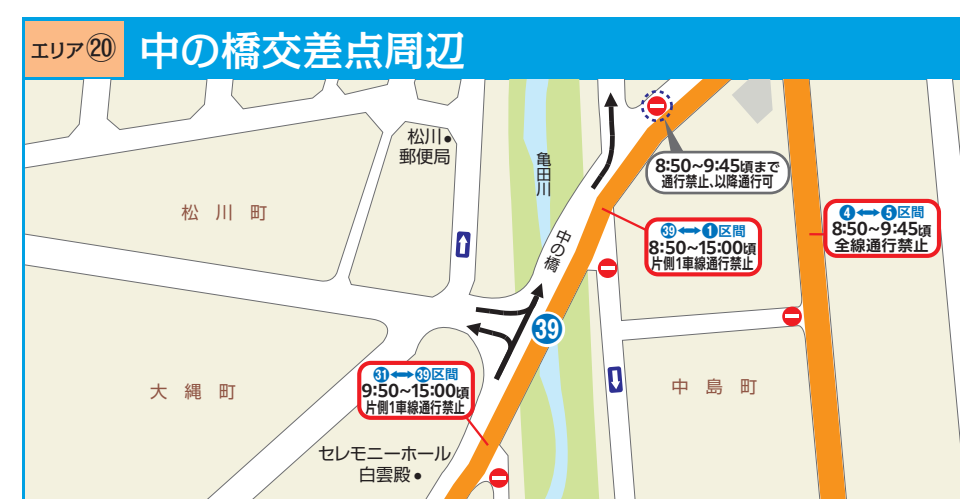 エリア⑳ 中の橋交差点周辺
松川
郵便局
亀田川
8:50~9:45頃まで
通行禁止、以降通行可
松川町
㊴↔❶区間
8:50~15:00頃
片側1車線通行禁止
❹↔❺区間
8:50~9:45頃
全線通行禁止
中の橋
㊴
㉛↔㊴区間
9:50~15:00頃
片側1車線通行禁止
大縄町
中島町
セレモニーホール
白雲殿